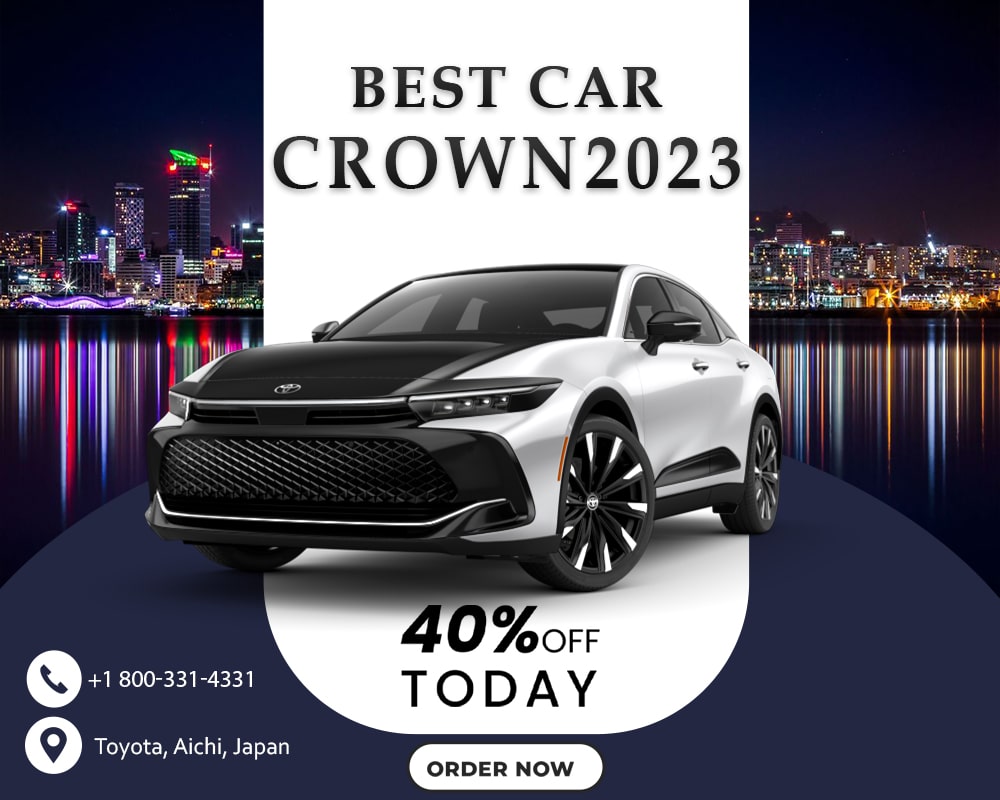 BEST CAR
CROWN2023
40%OFF
TODAY
+1 800-331-4331
Toyota, Aichi, Japan
ORDER NOW